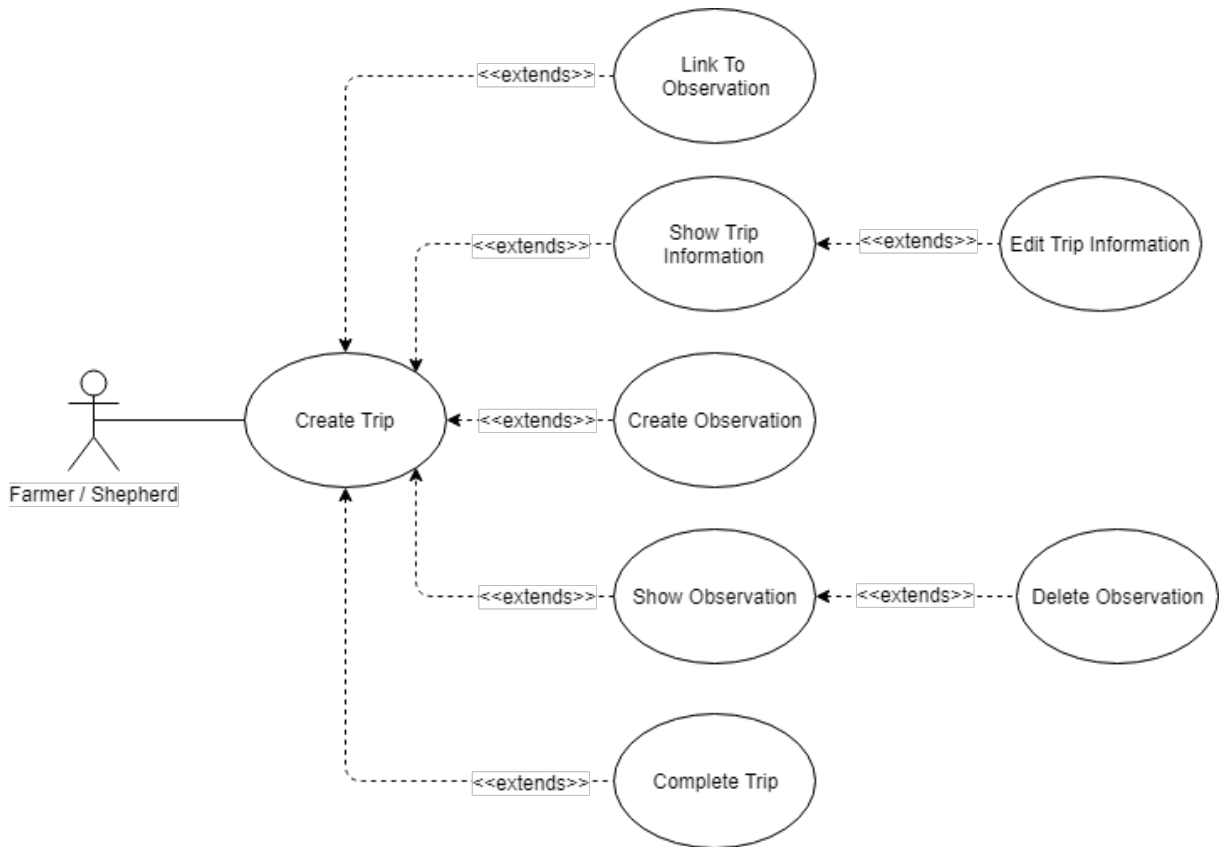 <<extends>>
Link To
Observation
<<extends>>
Show Trip
Information
<<extends>>
Edit Trip Information
Farmer / Shepherd
Create Trip
<<extends>>
Create Observation
<<extends>>
Show Observation
<<extends>>
Delete Observation
<<extends>>
Complete Trip